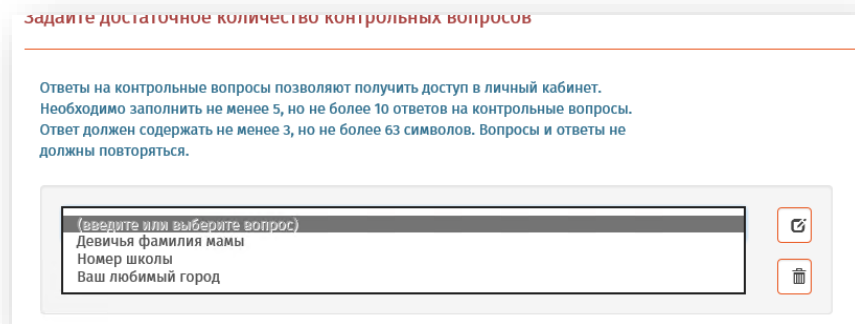 Задайте достаточное количество контрольных вопросов
Ответы на контрольные вопросы позволяют получить доступ в личный кабинет.
Необходимо заполнить не менее 5, но не более 10 ответов на контрольные вопросы.
Ответ должен содержать не менее 3, но не более 63 символов. Вопросы и ответы не
должны повторяться.
(введите или выберите вопрос)
Девичья фамилия мамы
Номер школы
Ваш любимый город